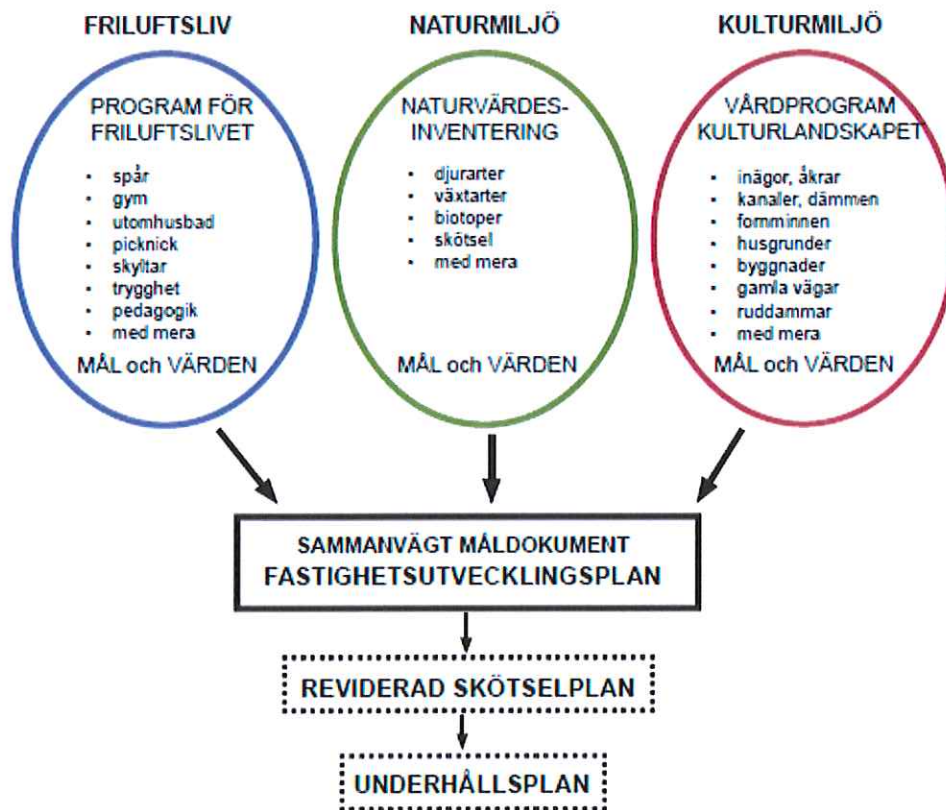 FRILUFTSLIV
PROGRAM FÖR
FRILUFTSLIVET
• spår
• gym
• utomhusbad
• picknick
• skyltar
• trygghet
• pedagogik
• med mera
MÅL och VÄRDEN
NATURMILJÖ
NATURVÄRDES-
INVENTERING
• djurarter
• växtarter
• biotoper
• skötsel
• med mera
MÅL och VÄRDEN
KULTURMILJÖ
VÅRDPROGRAM
KULTURLANDSKAPET
• inägor, åkrar
• kanaler, dämmen
• fornminnen
• husgrunder
• byggnader
• gamla vägar
• ruddammar
• med mera
MÅL och VÄRDEN
SAMMANVÄGT MÅLDOKUMENT
FASTIGHETSUTVECKLINGSPLAN
REVIDERAD SKÖTSELPLAN
UNDERHÅLLSPLAN